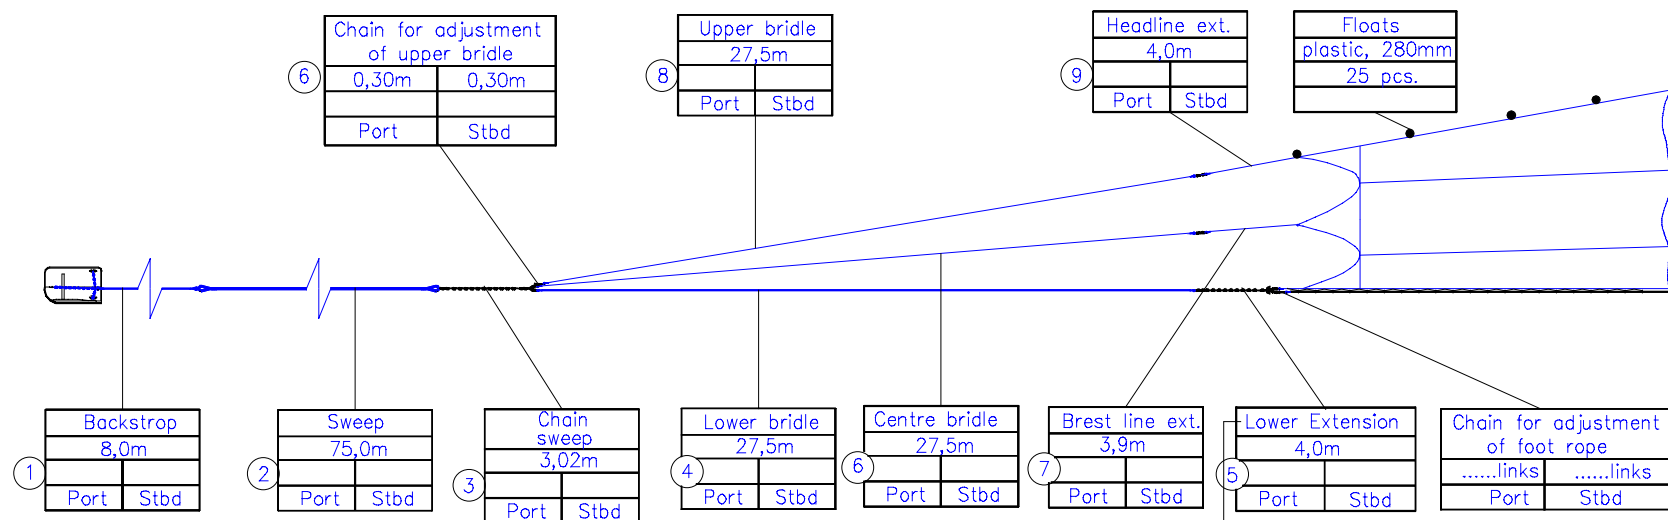 Chain for adjustment
of upper bridle
6
0,30m 0,30m
Port Stbd
Upper bridle
27,5m
8
Port Stbd
Headline ext.
4,0m
9
Port Stbd
Floats
plastic, 280mm
25 pcs.
Backstrop
8,0m
1
Port Stbd
Sweep
75,0m
2
Port Stbd
Chain
sweep
3,02m
3
Port Stbd
Lower bridle
27,5m
4
Port Stbd
Centre bridle
27,5m
6
Port Stbd
Brest line ext.
3,9m
7
Port Stbd
Lower Extension
4,0m
5
Port Stbd
Chain for adjustment
of foot rope
......links ......links
Port Stbd